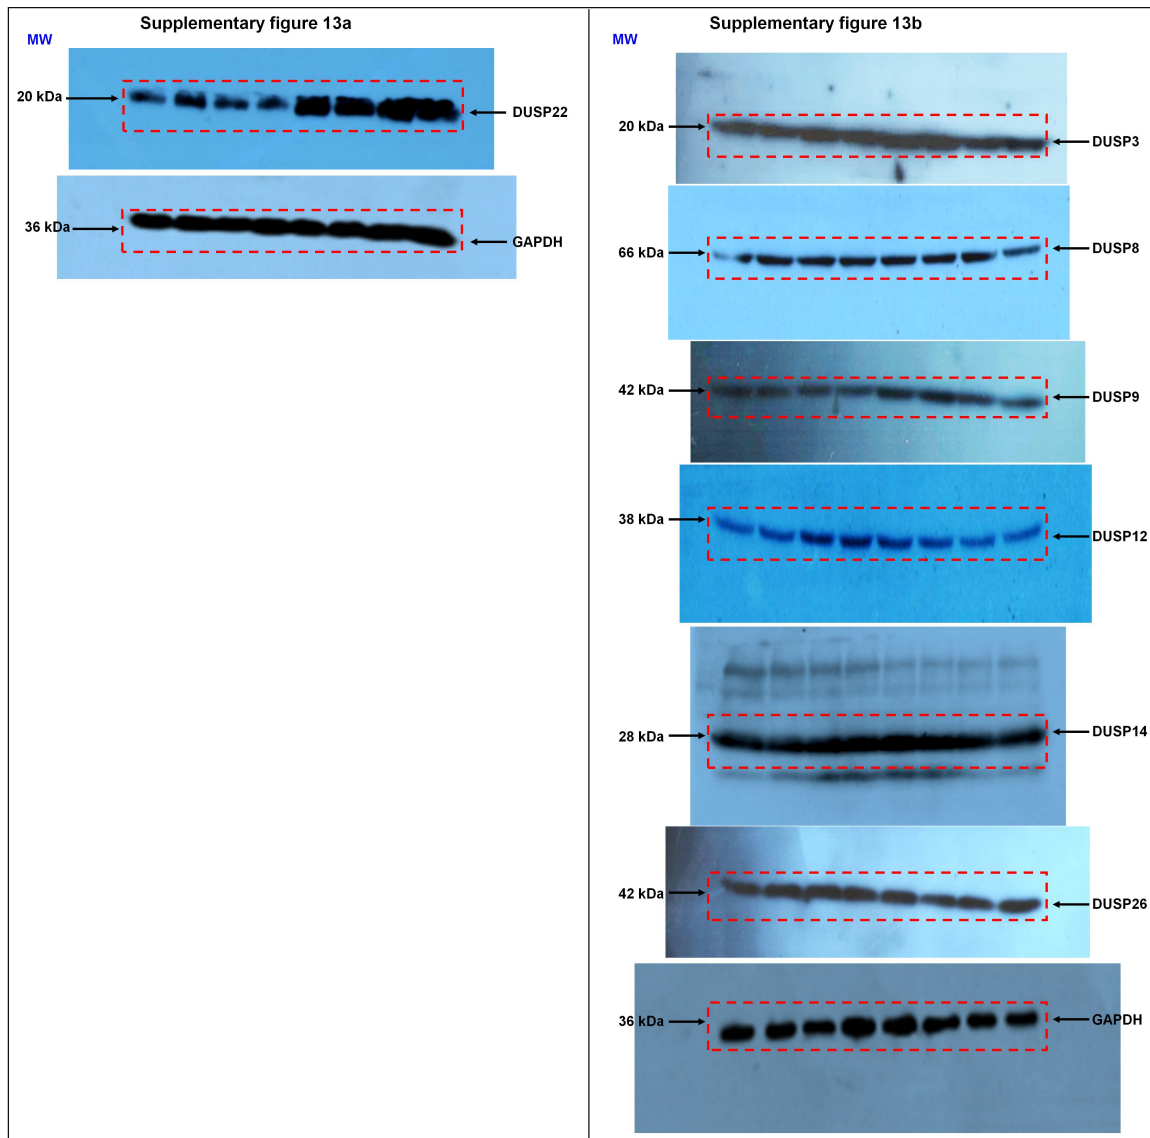 Supplementary figure 13a
MW
20 kDa
DUSP22
36 kDa
GAPDH
Supplementary figure 13b
MW
20 kDa
DUSP3
66 kDa
DUSP8
42 kDa
DUSP9
38 kDa
DUSP12
28 kDa
DUSP14
42 kDa
DUSP26
36 kDa
GAPDH